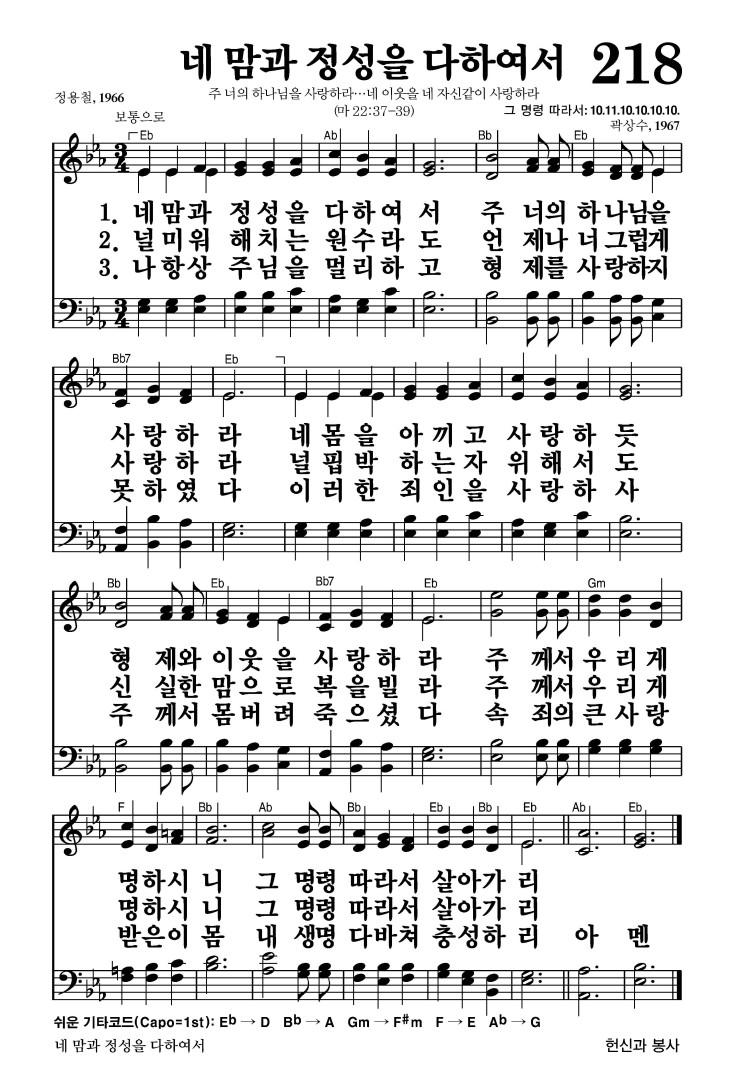 네 맘과 정성을 다하여서 218
주 너의 하나님을 사랑하라…네 이웃을 네 자신같이 사랑하라
정용철, 1966
(마 22:37-39)
그 명령 따라서: 10.11.10.10.10.10.
보통으로
곽상수, 1967
Eb Ab Bb Eb
3 4
1. 네 맘과 정성을 다하여 서 주 너의 하나님을
2. 널 미워 해치는 원수라 도 언 제나 너 그럽게
3. 나 항상 주님을 멀리하 고 형 제를 사랑하지
3 4
Bb7 Eb
사랑하 라 네 몸을 아끼고 사랑하 듯
사랑하 라 널 핍박 하는자 위해서 도
못하였 다 이러한 죄인을 사랑하 사
Bb Eb Bb7 Eb Gm
형 제와 이웃을 사랑하 라 주 께서 우리게
신 실한 맘으로 복을빌 라 주 께서 우리게
주 께서 몸버려 죽으셨 다 속 죄의 큰 사랑
F Bb Ab Bb Eb Bb Eb Ab Eb
명하시 니 그 명령 따라서 살아가 리
명하시 니 그 명령 따라서 살아가 리
받은이 몸 내 생명 다바쳐 충성하 리 아 멘
쉬운 기타코드(Capo=1st): Eb → D Bb → A Gm → F#m F → E Ab → G
네 맘과 정성을 다하여서 헌신과 봉사